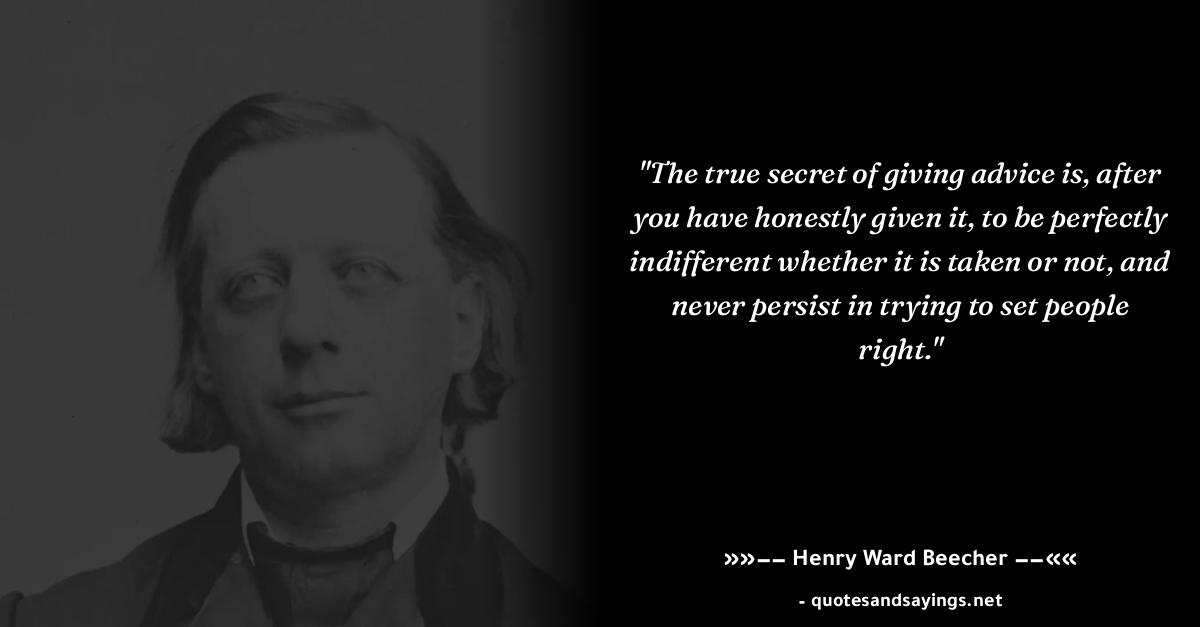 "The true secret of giving advice is, after
you have honestly given it, to be perfectly
indifferent whether it is taken or not, and
never persist in trying to set people
right."
»»−− Henry Ward Beecher −−««
- quotesandsayings.net